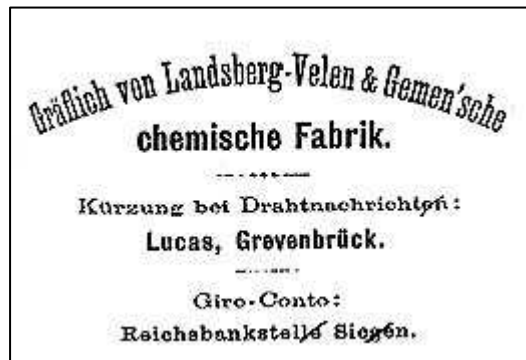 Gräflich von Landsberg-Velen & Gemen'sche
chemische Fabrik.
Kürzung bei Drahtnachrichten:
Lucas, Grevenbrück.
Giro-Conto:
Reichsbankstelle Siegen.